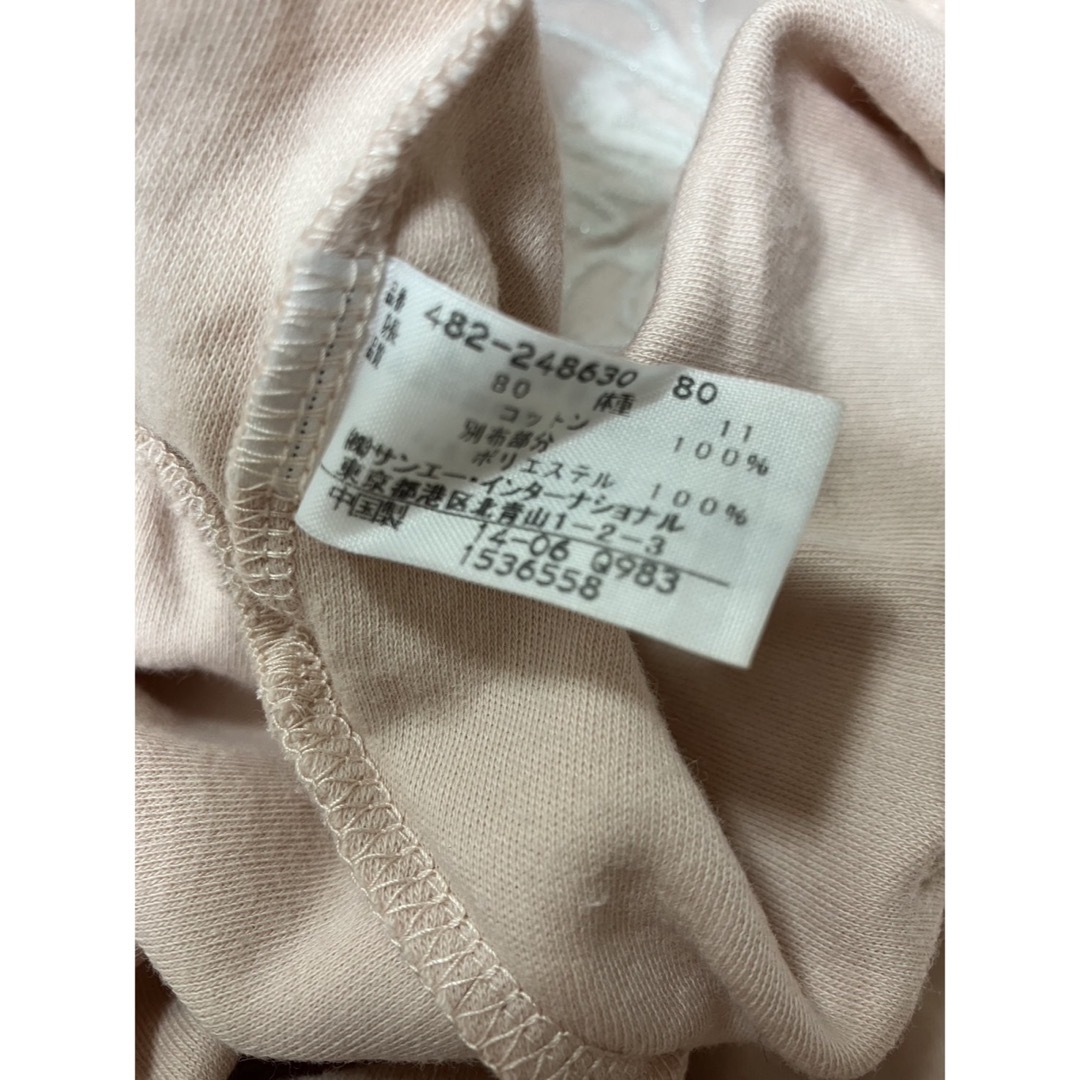 482-248630 80
80 体重 11
コットン 100%
別布部分
ポリエステル 100%
㈱サンエー・インターナショナル
東京都港区北青山1-2-3
中国製 14-06 Q983
1536558